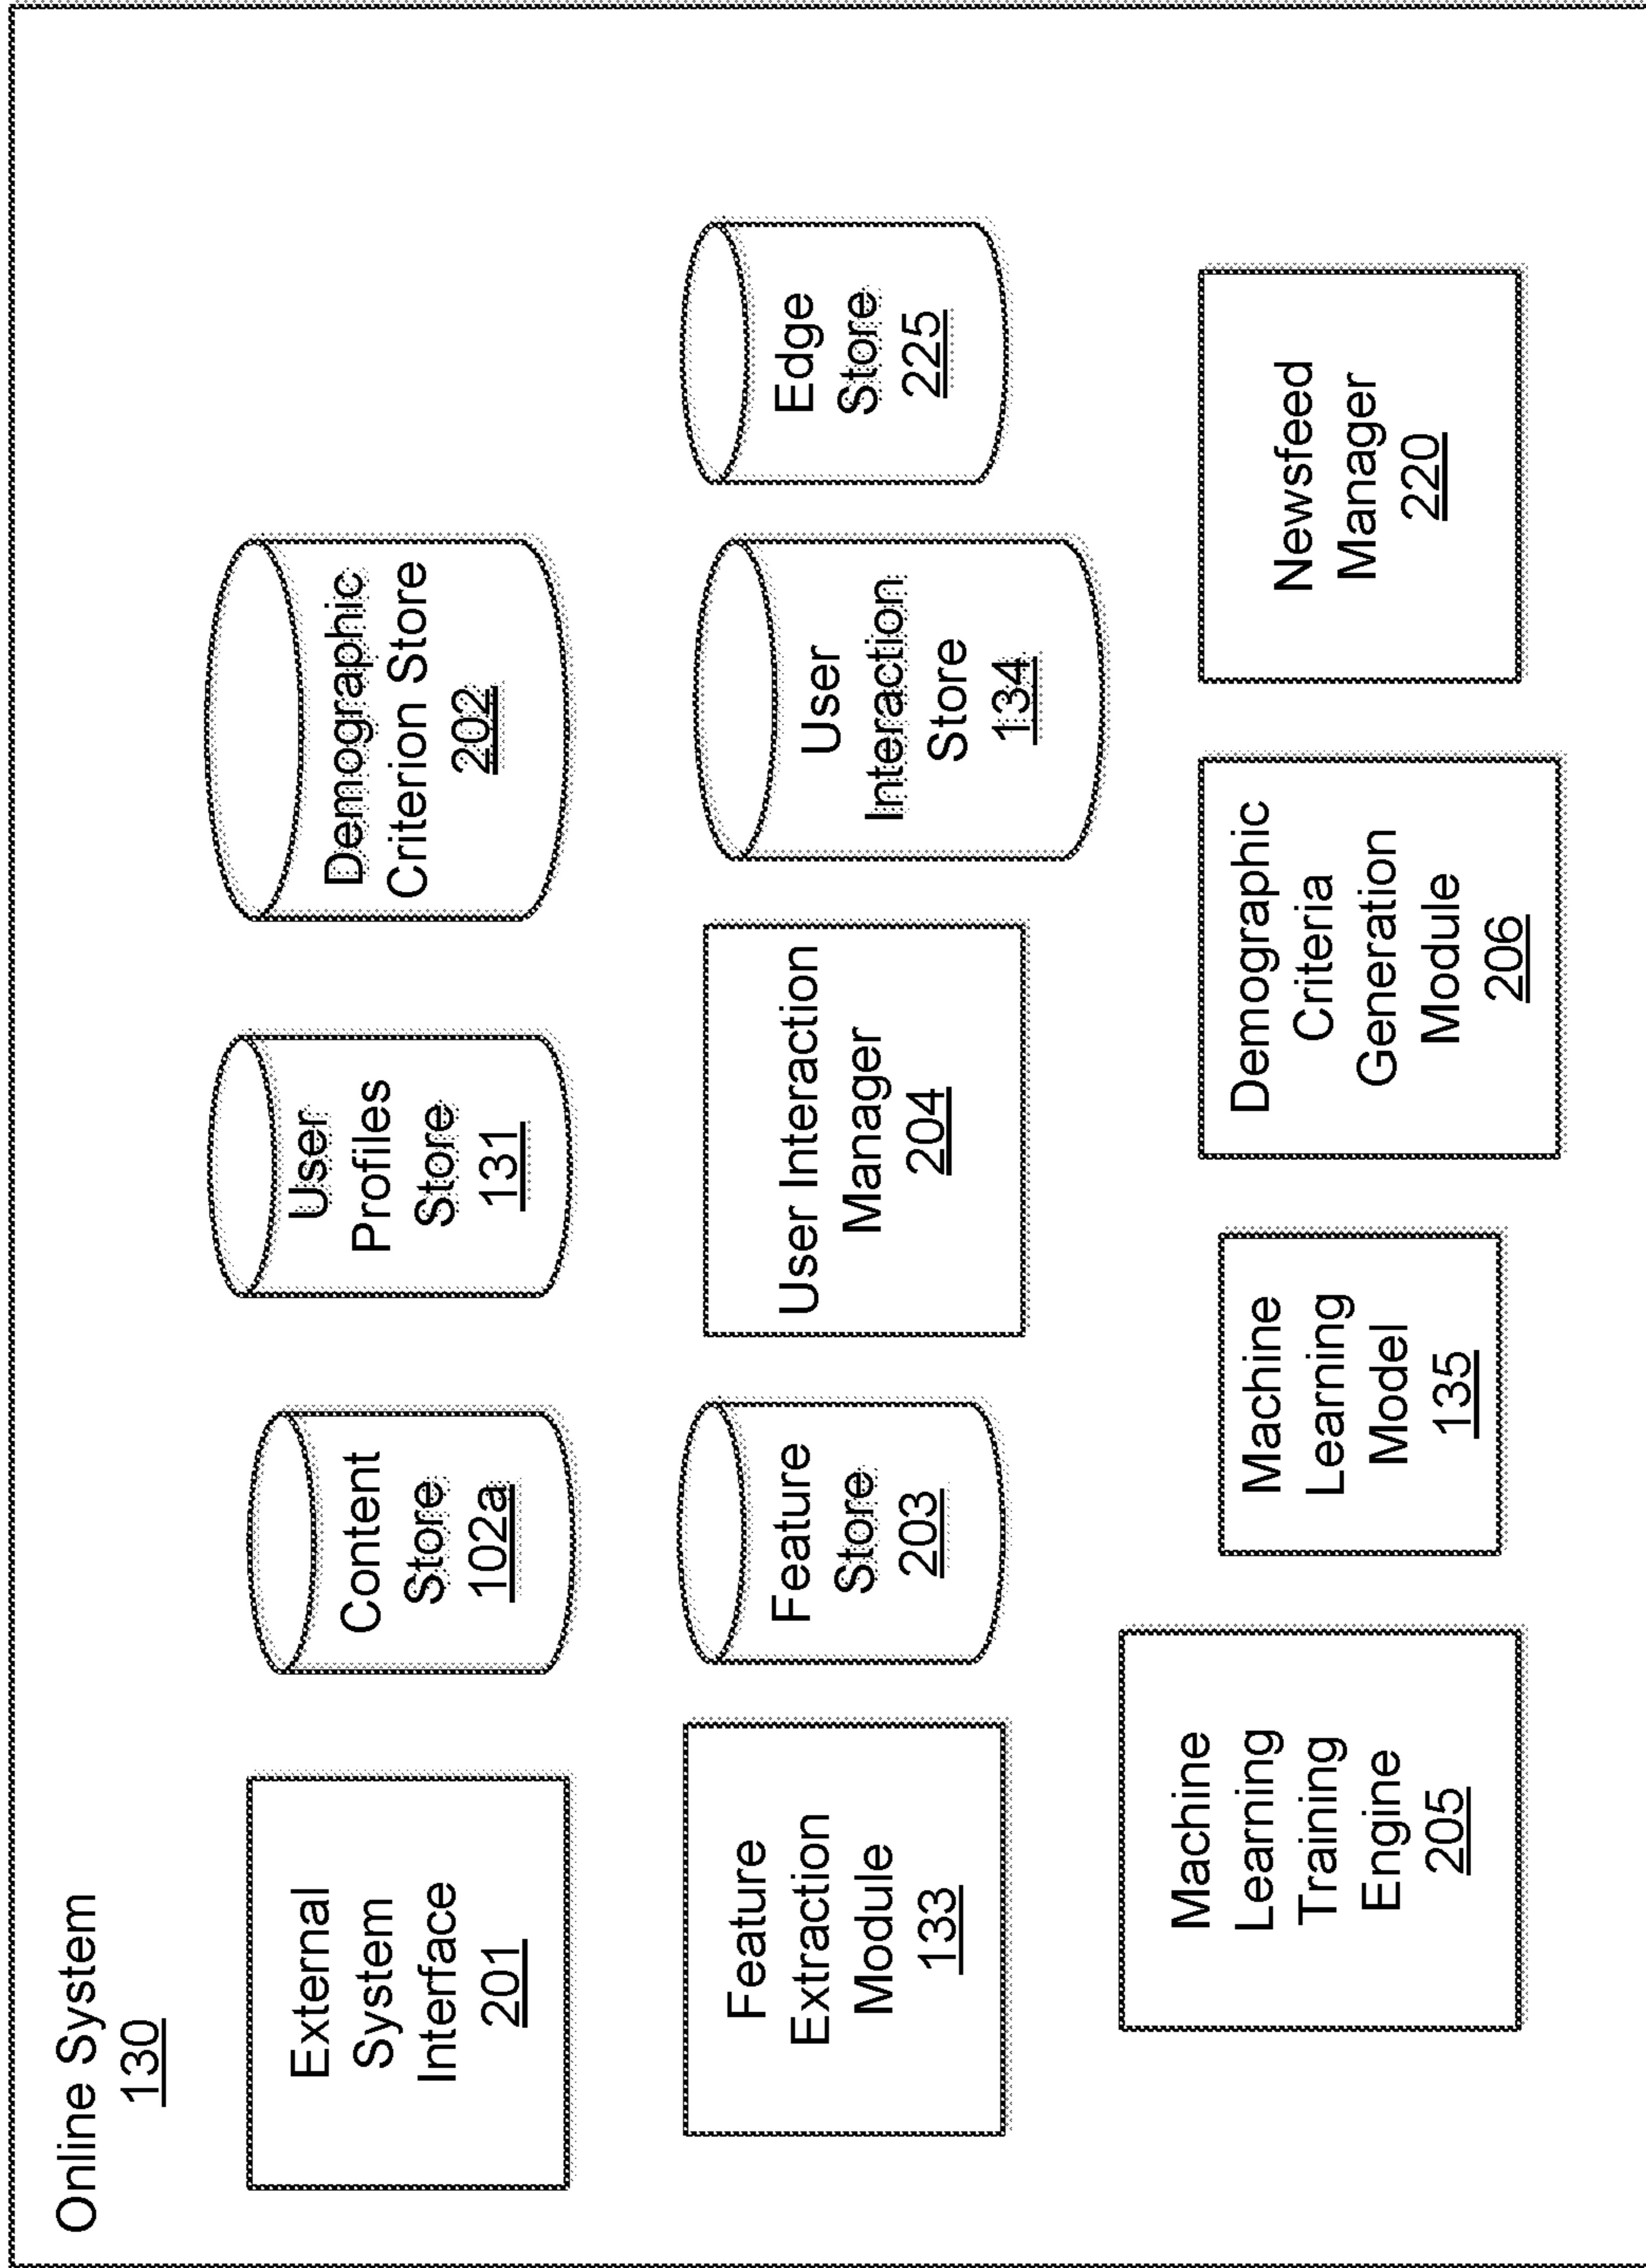 Online System
130
External
System
Interface
201
Content
Store
102a
User
Profiles
Store
131
Demographic
Criterion Store
202
Feature
Extraction
Module
133
Feature
Store
203
User Interaction
Manager
204
User
Interaction
Store
134
Edge
Store
225
Machine
Learning
Training
Engine
205
Machine
Learning
Model
135
Demographic
Criteria
Generation
Module
206
Newsfeed
Manager
220